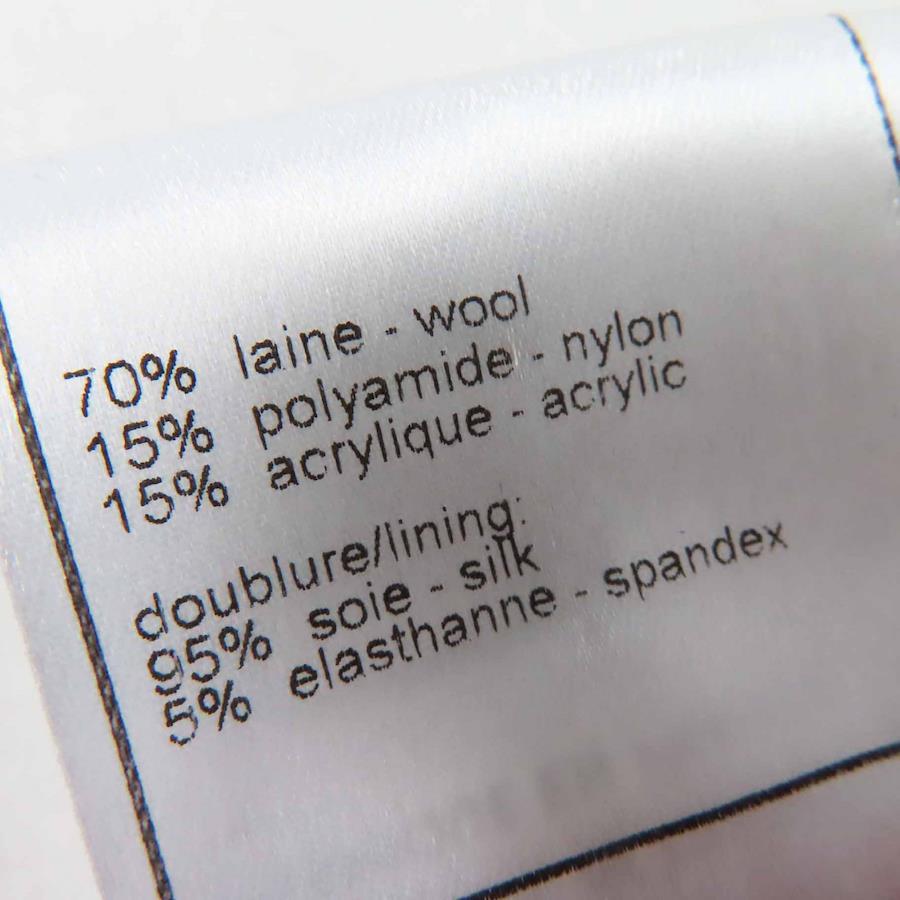 70% laine - wool
15% polyamide - nylon
15% acrylique - acrylic
doublure/lining:
95% soie - silk
5% elasthanne - spandex